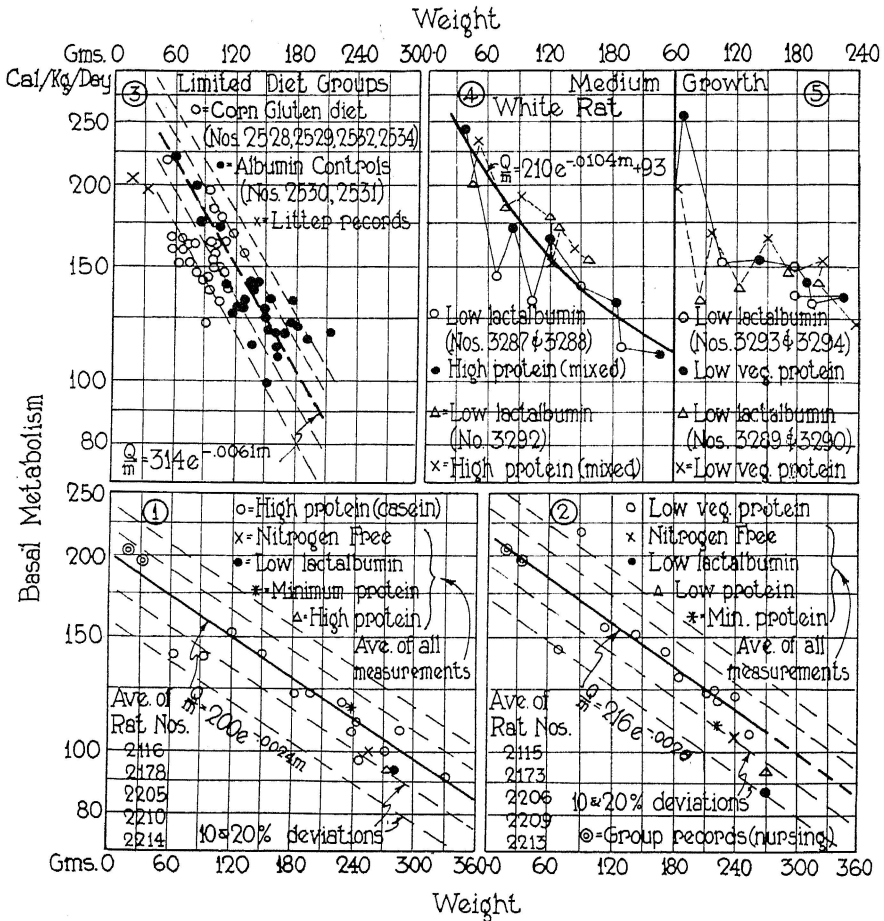 Weight
Gms. 0 60 120 180 240 300 0 60 120 180 240 60 120 180 240
Cal/Kg/Day
Basal Metabolism
250
200
150
100
80
③ Limited Diet Groups
o=Corn Gluten diet
(Nos. 2528, 2529, 2532, 2534)
•=Albumin Controls
(Nos. 2530, 2531)
x=Litter records
Q/m=314e^-.0061m
④ Medium Growth ⑤
White Rat
Q/m=210e^-.0104m+93
o Low lactalbumin
(Nos. 3287 & 3288)
• High protein (mixed)
△=Low lactalbumin
(No. 3292)
x=High protein (mixed)
o Low lactalbumin
(Nos. 3293 & 3294)
• Low veg. protein
△ Low lactalbumin
(Nos. 3289 & 3290)
x=Low veg. protein
250
200
150
100
80
①
o=High protein (casein)
x=Nitrogen Free
•=Low lactalbumin
*=Minimum protein
△=High protein
Ave. of all
measurements
Q/m=200e^-.0024m
Ave. of
Rat Nos.
2116
2178
2205
2210
2214
10 & 20% deviations
②
o Low veg. protein
x Nitrogen Free
• Low lactalbumin
△ Low protein
*=Min. protein
Ave. of all
measurements
Q/m=216e
Ave. of
Rat Nos.
2115
2173
2206
2209
2213
10 & 20% deviations
◎=Group records (nursing)
Gms. 0 60 120 180 240 300 360 0 60 120 180 240 300 360
Weight